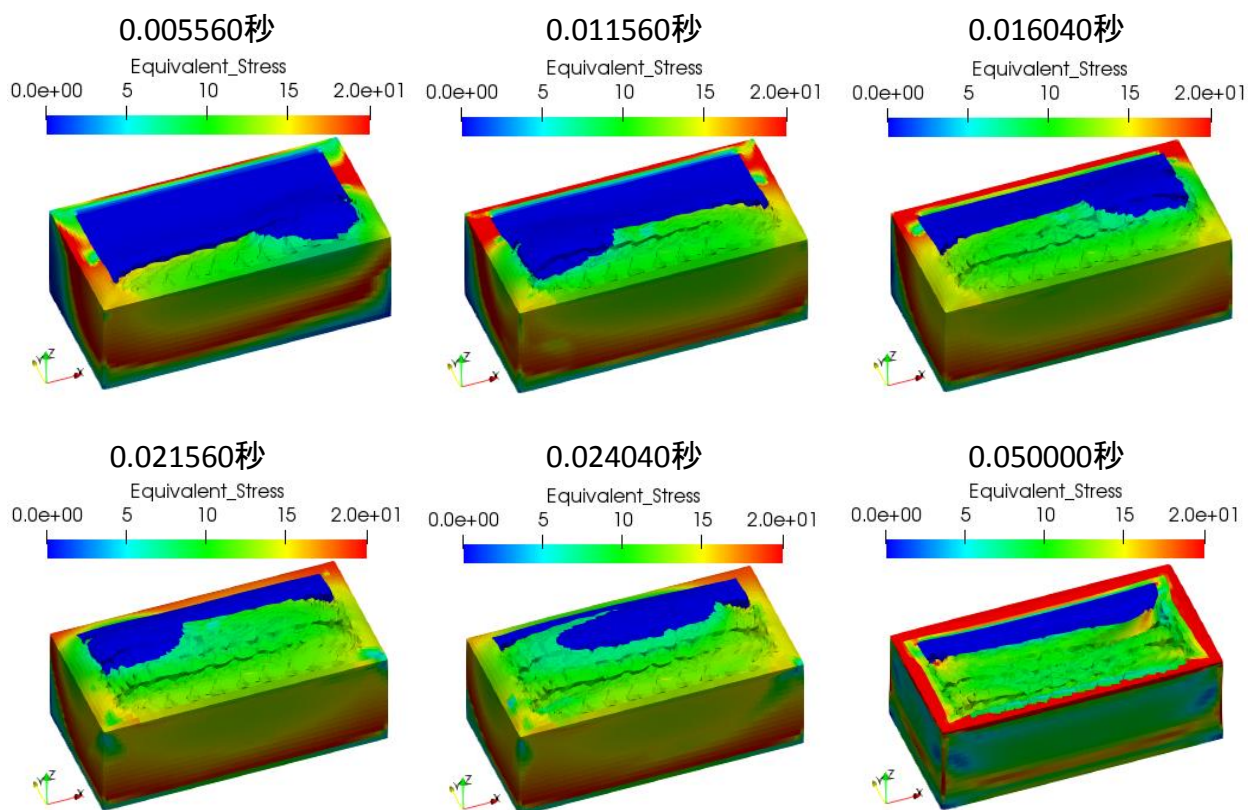 0.005560秒
Equivalent_Stress
0.0e+00 5 10 15 2.0e+01
Y Z X
0.011560秒
Equivalent_Stress
0.0e+00 5 10 15 2.0e+01
Y Z X
0.016040秒
Equivalent_Stress
0.0e+00 5 10 15 2.0e+01
Y Z X
0.021560秒
Equivalent_Stress
0.0e+00 5 10 15 2.0e+01
Y Z X
0.024040秒
Equivalent_Stress
0.0e+00 5 10 15 2.0e+01
Y Z X
0.050000秒
Equivalent_Stress
0.0e+00 5 10 15 2.0e+01
Y Z X